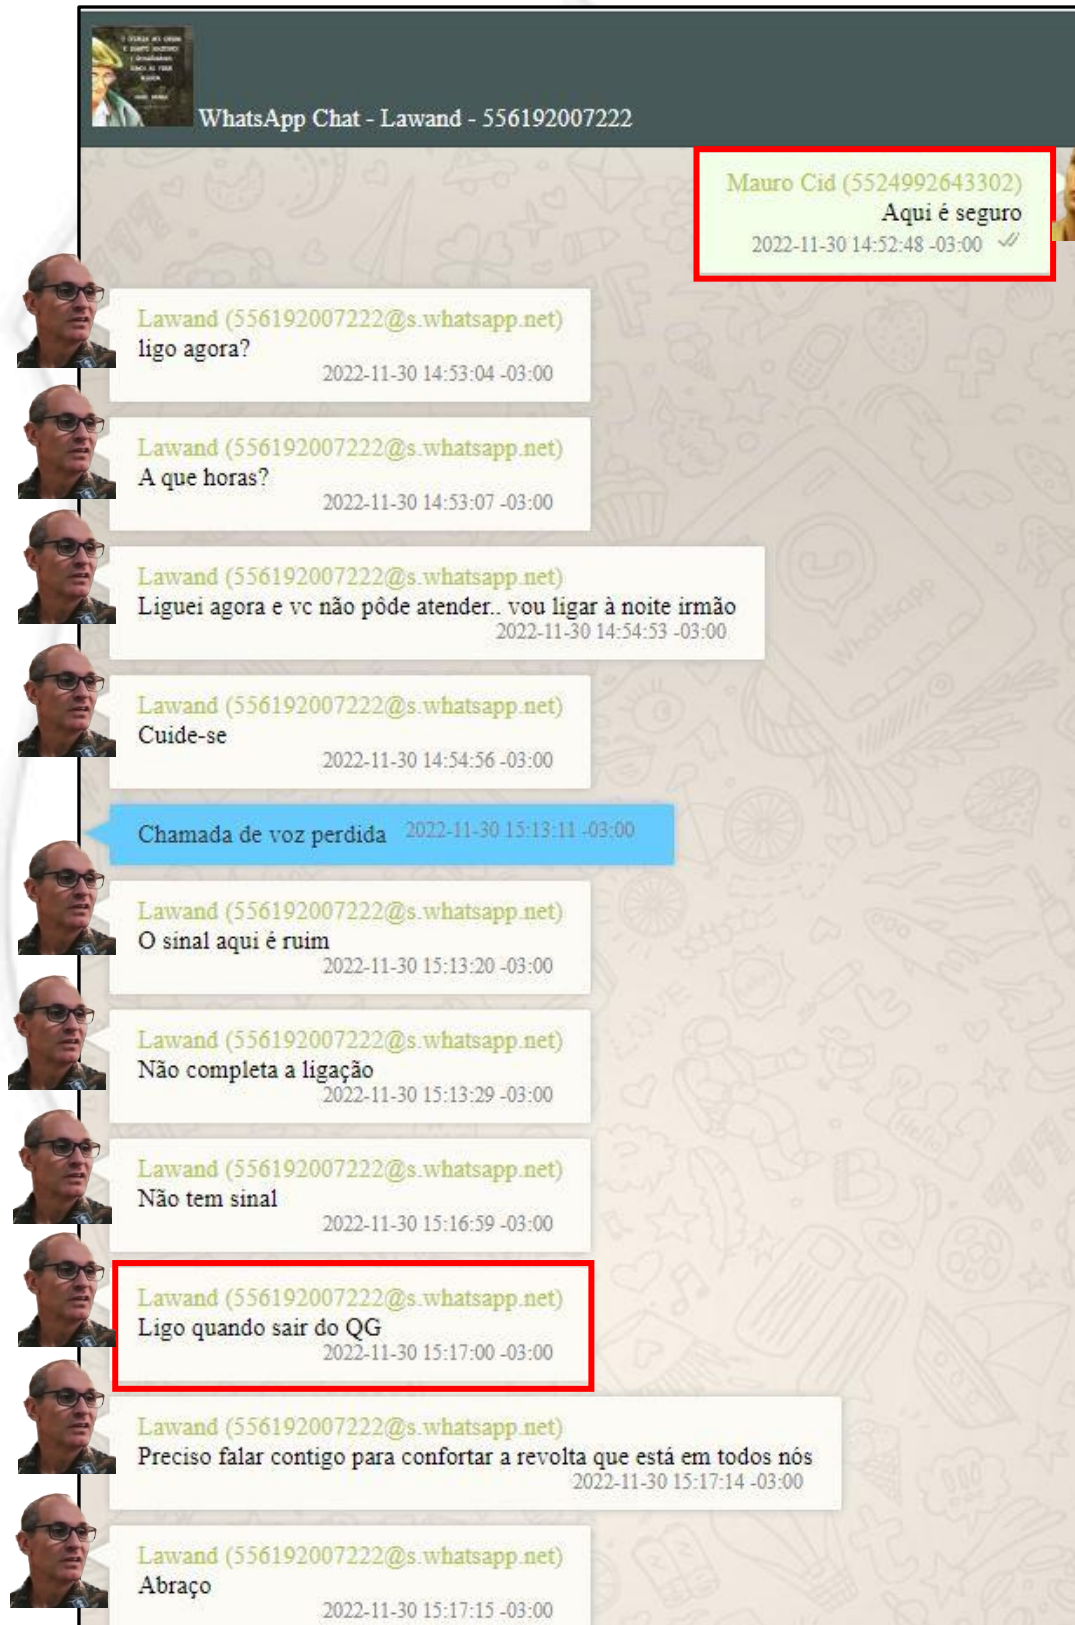 WhatsApp Chat - Lawand - 556192007222
Mauro Cid (5524992643302)
Aqui é seguro
2022-11-30 14:52:48 -03:00
Lawand (556192007222@s.whatsapp.net)
ligo agora?
2022-11-30 14:53:04 -03:00
Lawand (556192007222@s.whatsapp.net)
A que horas?
2022-11-30 14:53:07 -03:00
Lawand (556192007222@s.whatsapp.net)
Liguei agora e vc não pôde atender.. vou ligar à noite irmão
2022-11-30 14:54:53 -03:00
Lawand (556192007222@s.whatsapp.net)
Cuide-se
2022-11-30 14:54:56 -03:00
Chamada de voz perdida 2022-11-30 15:13:11 -03:00
Lawand (556192007222@s.whatsapp.net)
O sinal aqui é ruim
2022-11-30 15:13:20 -03:00
Lawand (556192007222@s.whatsapp.net)
Não completa a ligação
2022-11-30 15:13:29 -03:00
Lawand (556192007222@s.whatsapp.net)
Não tem sinal
2022-11-30 15:16:59 -03:00
Lawand (556192007222@s.whatsapp.net)
Ligo quando sair do QG
2022-11-30 15:17:00 -03:00
Lawand (556192007222@s.whatsapp.net)
Preciso falar contigo para confortar a revolta que está em todos nós
2022-11-30 15:17:14 -03:00
Lawand (556192007222@s.whatsapp.net)
Abraço
2022-11-30 15:17:15 -03:00